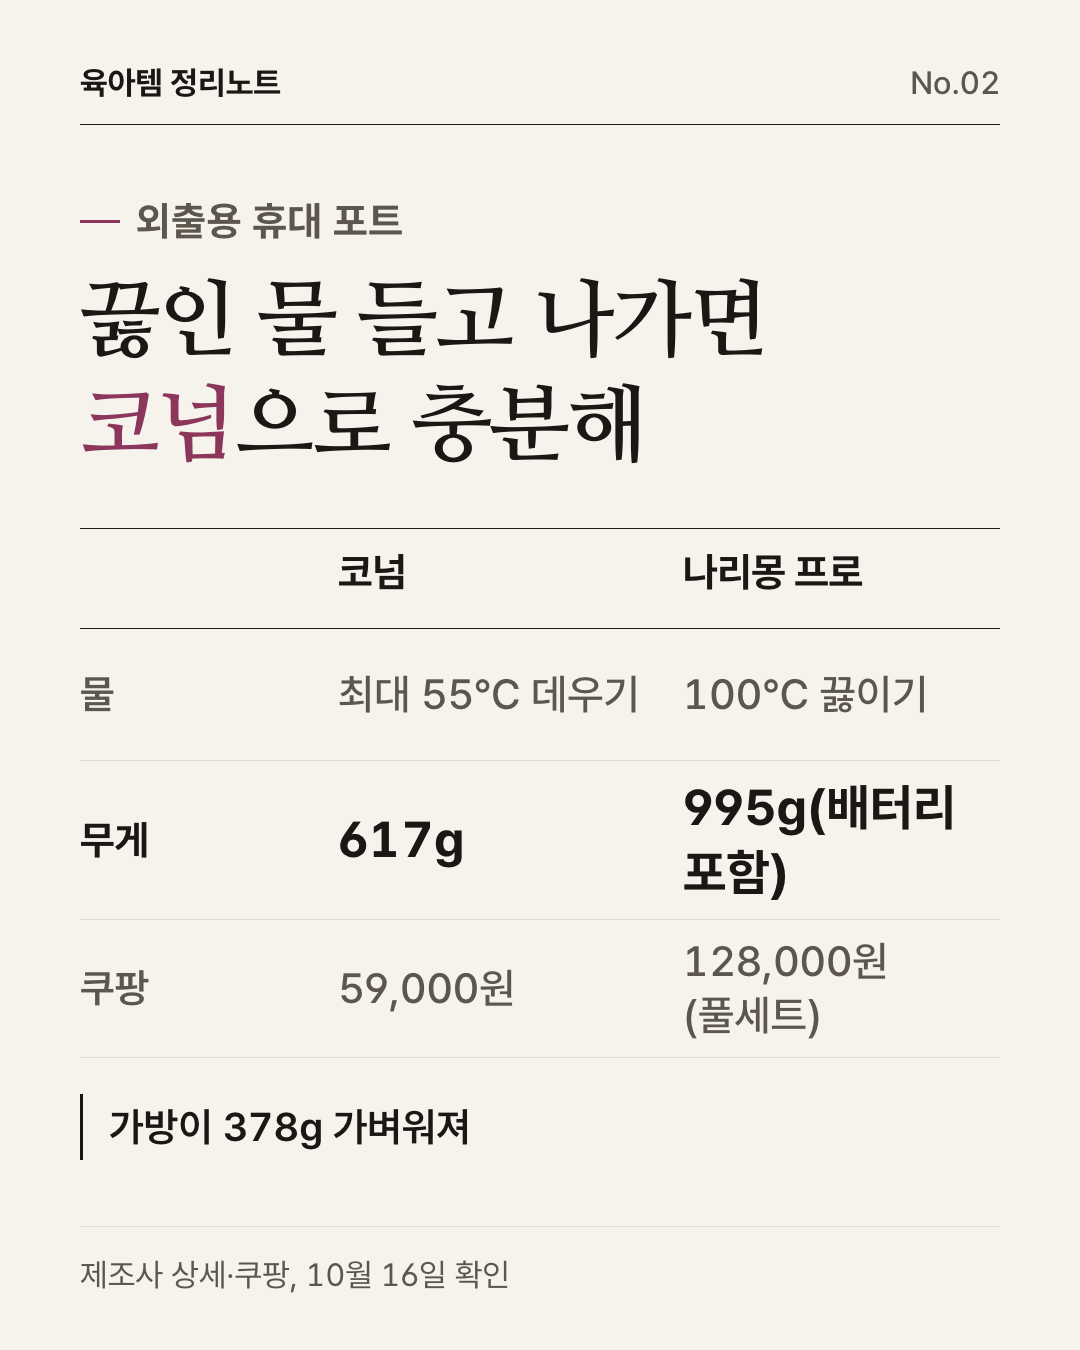 육아템 정리노트 No.02
외출용 휴대 포트
끓인 물 들고 나가면
코넘으로 충분해
코넘 나리몽 프로
물 최대 55°C 데우기 100°C 끓이기
무게 617g 995g(배터리
포함)
쿠팡 59,000원 128,000원
(풀세트)
가방이 378g 가벼워져
제조사 상세·쿠팡, 10월 16일 확인